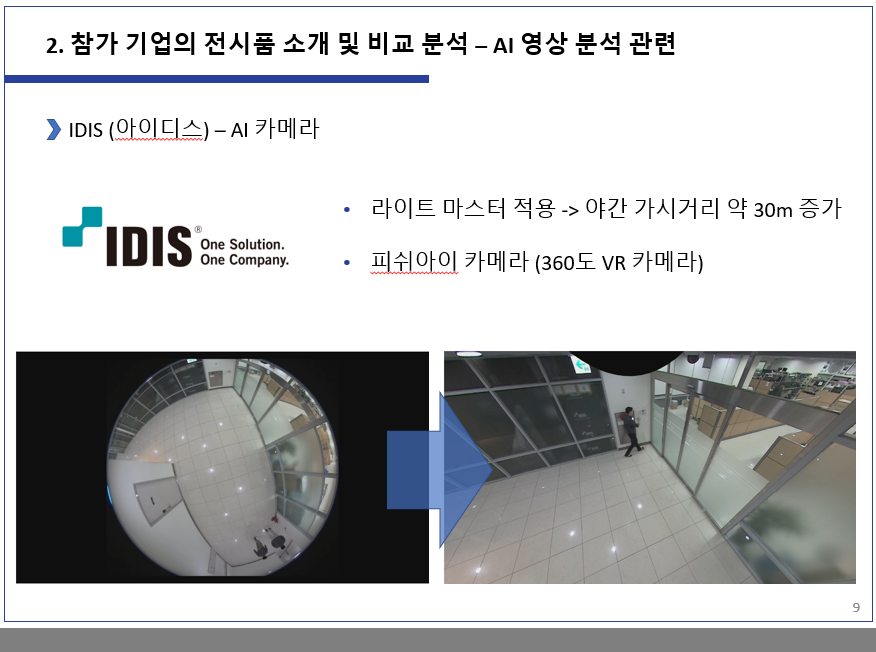 2. 참가 기업의 전시품 소개 및 비교 분석 – AI 영상 분석 관련
IDIS (아이디스) – AI 카메라
IDIS® One Solution.
One Company.
• 라이트 마스터 적용 -> 야간 가시거리 약 30m 증가
• 피쉬아이 카메라 (360도 VR 카메라)
9